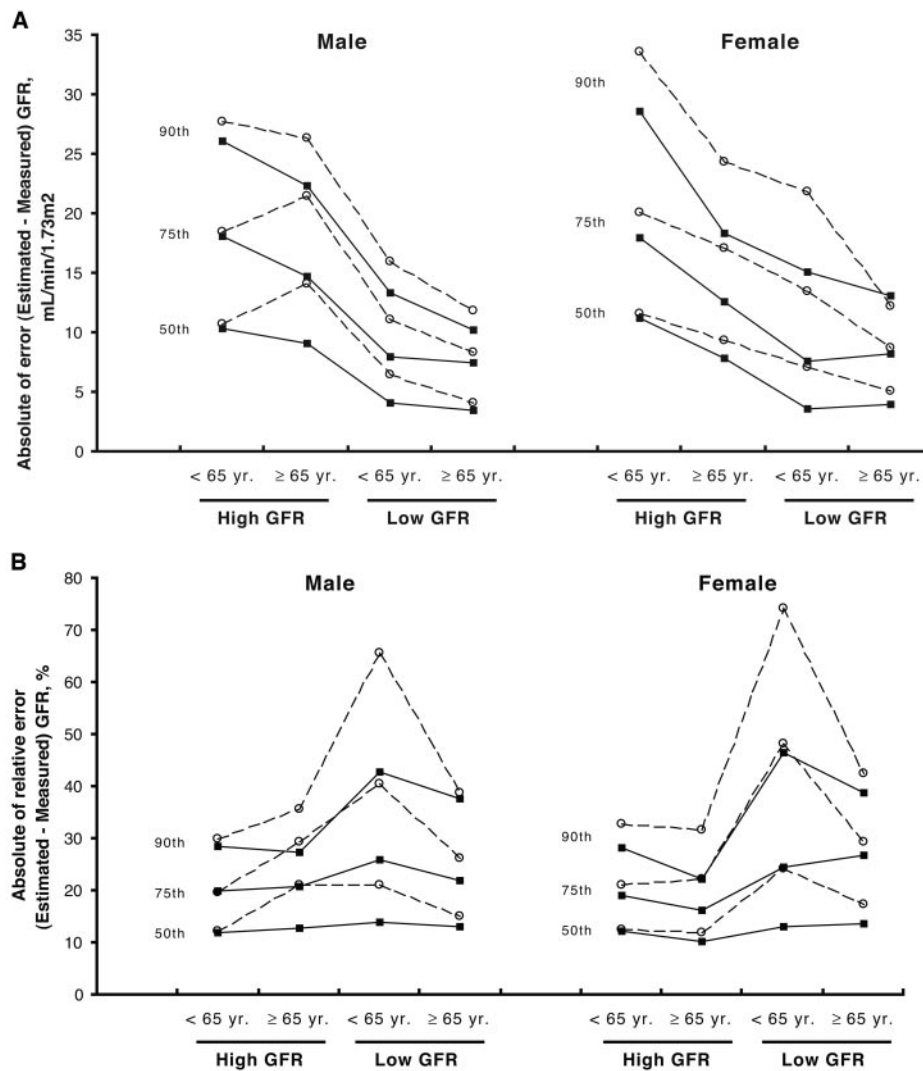 A
Absolute of error (Estimated - Measured) GFR,
mL/min/1.73m2
35
30
25
20
15
10
5
0
Male
Female
90th
75th
50th
90th
75th
50th
< 65 yr. ≥ 65 yr. < 65 yr. ≥ 65 yr.
High GFR Low GFR
< 65 yr. ≥ 65 yr. < 65 yr. ≥ 65 yr.
High GFR Low GFR
B
Absolute of relative error
(Estimated - Measured) GFR, %
80
70
60
50
40
30
20
10
0
Male
Female
90th
75th
50th
90th
75th
50th
< 65 yr. ≥ 65 yr. < 65 yr. ≥ 65 yr.
High GFR Low GFR
< 65 yr. ≥ 65 yr. < 65 yr. ≥ 65 yr.
High GFR Low GFR